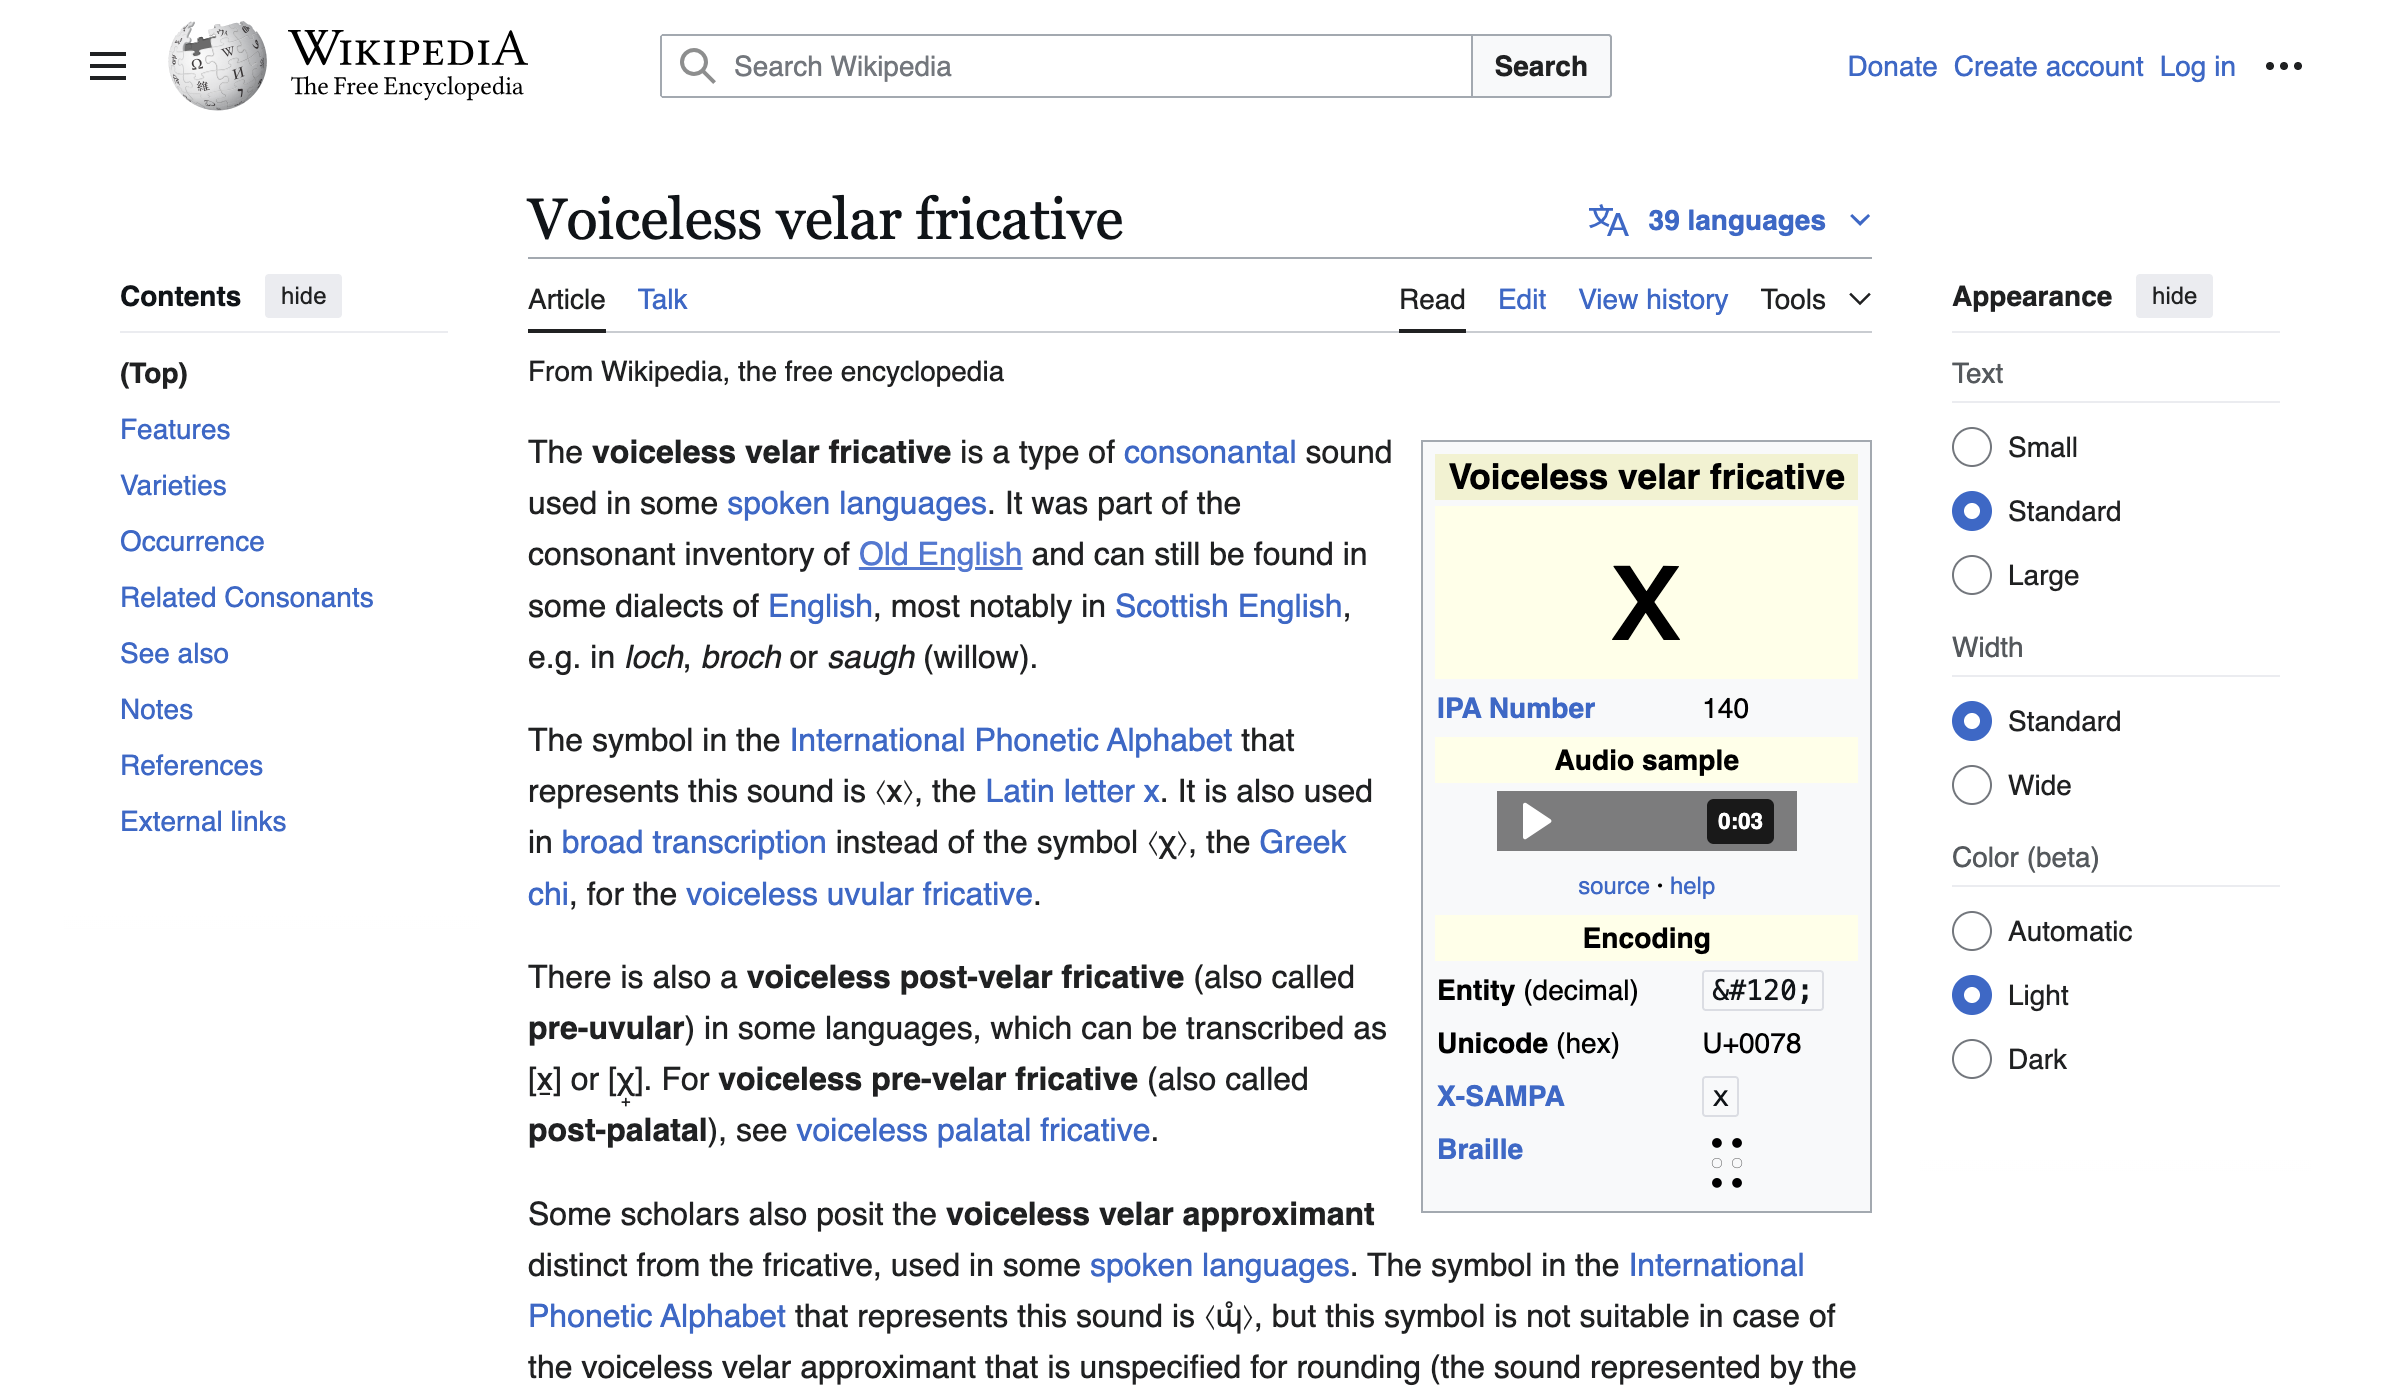 WIKIPEDIA
The Free Encyclopedia
Search Wikipedia
Search
Donate Create account Log in
Voiceless velar fricative
39 languages
Contents hide
(Top)
Features
Varieties
Occurrence
Related Consonants
See also
Notes
References
External links
Article Talk
Read Edit View history Tools
From Wikipedia, the free encyclopedia
The voiceless velar fricative is a type of consonantal sound
used in some spoken languages. It was part of the
consonant inventory of Old English and can still be found in
some dialects of English, most notably in Scottish English,
e.g. in loch, broch or saugh (willow).
The symbol in the International Phonetic Alphabet that
represents this sound is ⟨x⟩, the Latin letter x. It is also used
in broad transcription instead of the symbol ⟨χ⟩, the Greek
chi, for the voiceless uvular fricative.
There is also a voiceless post-velar fricative (also called
pre-uvular) in some languages, which can be transcribed as
[x̠] or [χ̟]. For voiceless pre-velar fricative (also called
post-palatal), see voiceless palatal fricative.
Some scholars also posit the voiceless velar approximant
distinct from the fricative, used in some spoken languages. The symbol in the International
Phonetic Alphabet that represents this sound is ⟨ɰ̊⟩, but this symbol is not suitable in case of
the voiceless velar approximant that is unspecified for rounding (the sound represented by the
Voiceless velar fricative
x
IPA Number 140
Audio sample
0:03
source · help
Encoding
Entity (decimal) &#120;
Unicode (hex) U+0078
X-SAMPA x
Braille ⠭
Appearance hide
Text
Small
Standard
Large
Width
Standard
Wide
Color (beta)
Automatic
Light
Dark